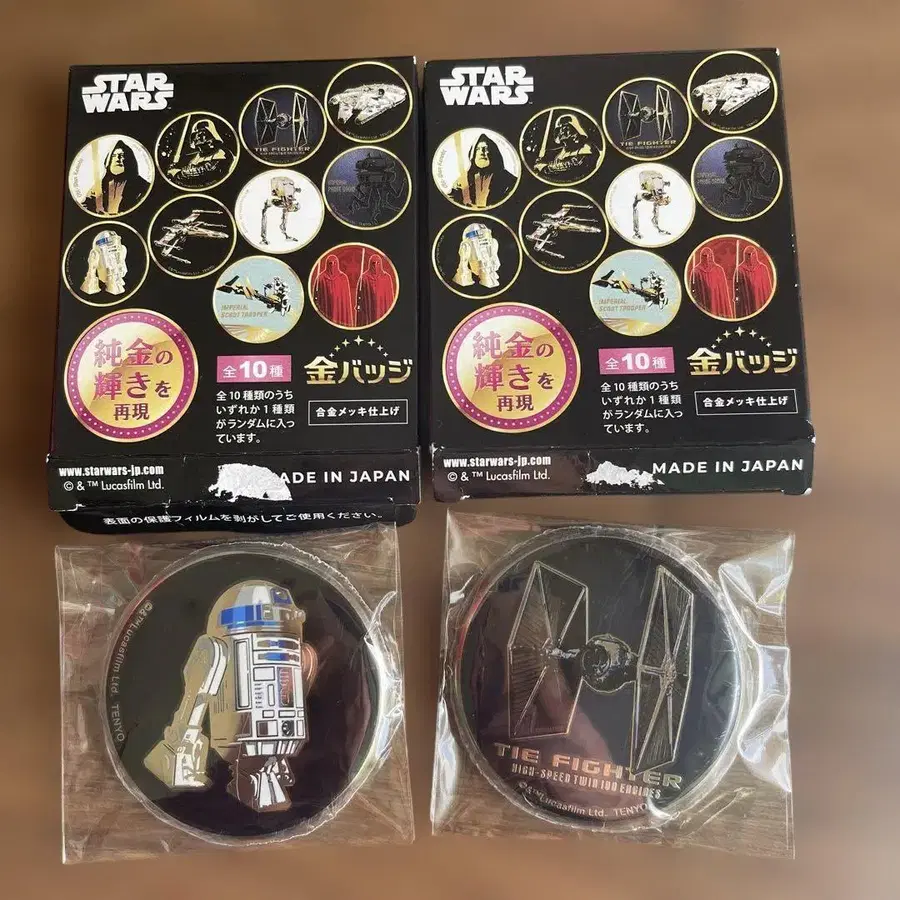 STAR
WARS
TIE FIGHTER
IMPERIAL
SCOUT TROOPER
純金の
輝きを
再現
全10種
全10種類のうち
いずれか1種類
がランダムに入っ
ています。
金バッジ
合金メッキ仕上げ
www.starwars-jp.com
© & ™ Lucasfilm Ltd.
MADE IN JAPAN
表面の保護フィルムを剥がしてご使用ください。
STAR
WARS
TIE FIGHTER
IMPERIAL
SCOUT TROOPER
純金の
輝きを
再現
全10種
全10種類のうち
いずれか1種類
がランダムに入っ
ています。
金バッジ
合金メッキ仕上げ
www.starwars-jp.com
© & ™ Lucasfilm Ltd.
MADE IN JAPAN
©&™Lucasfilm Ltd. TENYO
TIE FIGHTER
HIGH-SPEED TWIN ION ENGINES
©&™Lucasfilm Ltd. TENYO